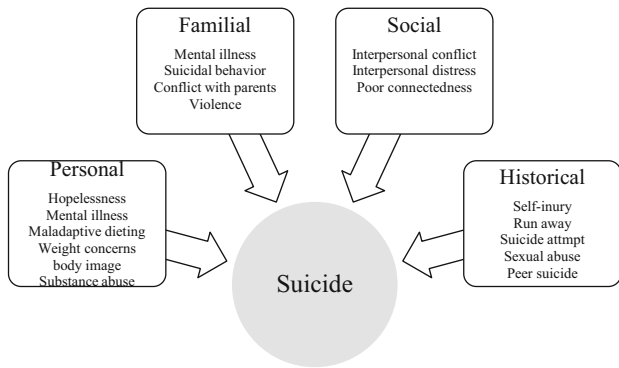 Familial
Mental illness
Suicidal behavior
Conflict with parents
Violence
Social
Interpersonal conflict
Interpersonal distress
Poor connectedness
Personal
Hopelessness
Mental illness
Maladaptive dieting
Weight concerns
body image
Substance abuse
Historical
Self-inury
Run away
Suicide attmpt
Sexual abuse
Peer suicide
Suicide